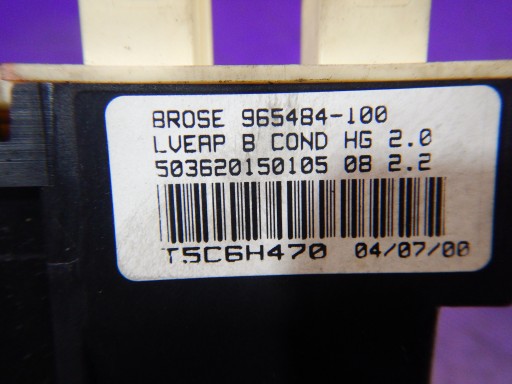 BROSE 965484-100
LVEAP B COND HG 2.0
503620150105 08 2.2
T5C6H470 04/07/00